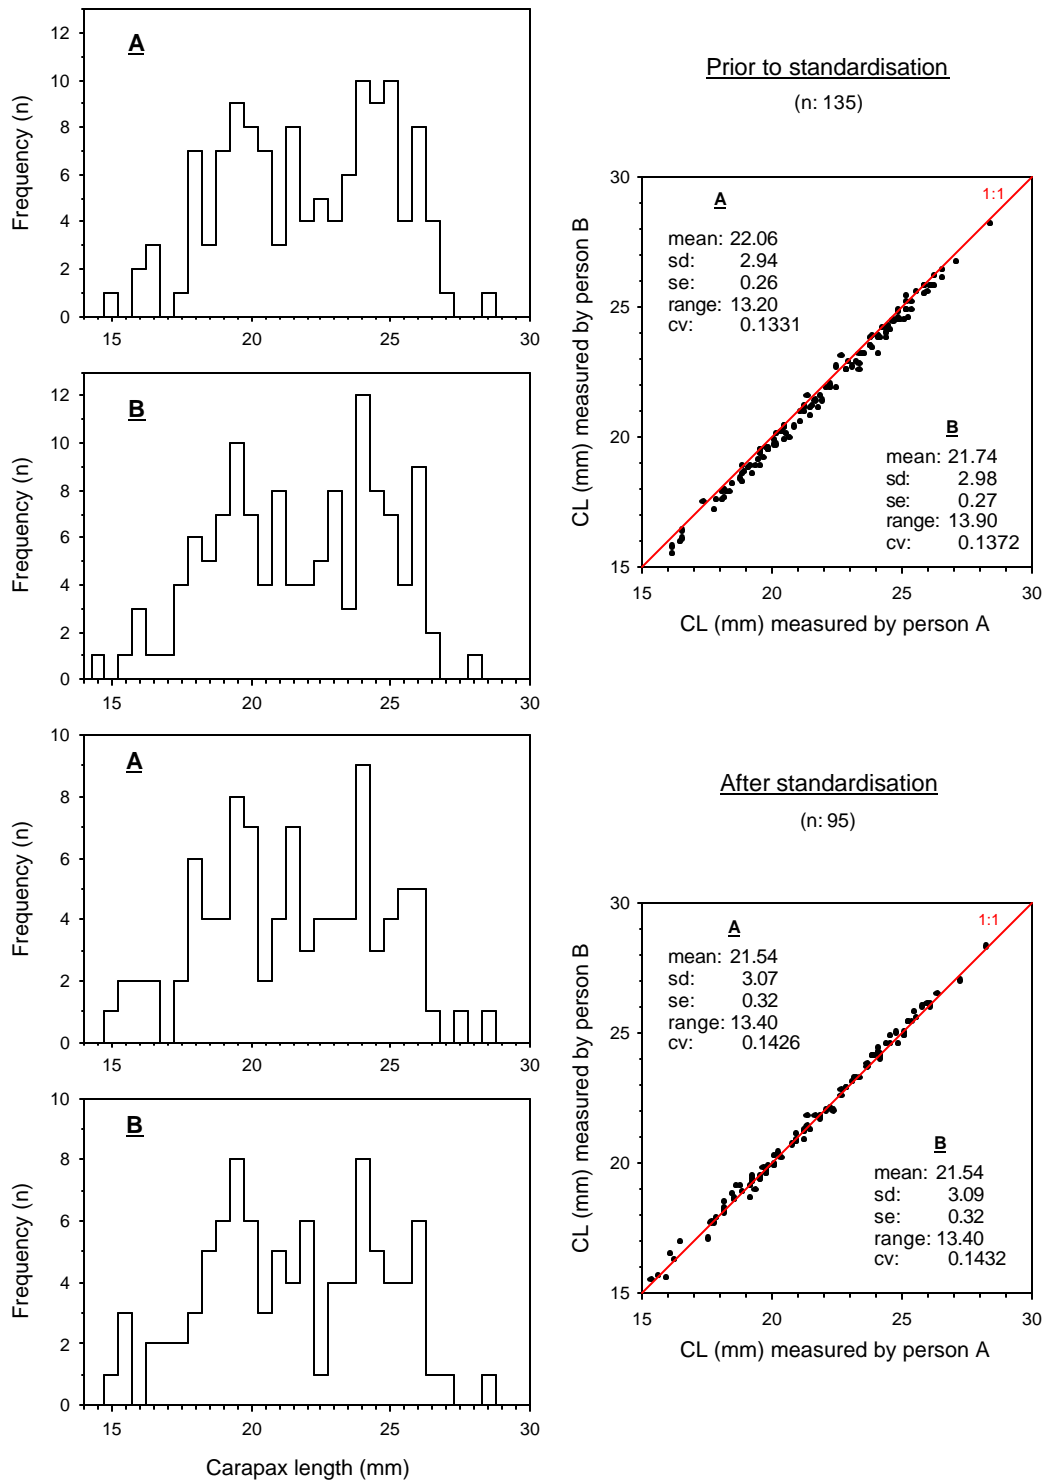 A
Frequency (n)
12
10
8
6
4
2
0
15
20
25
30
B
Frequency (n)
12
10
8
6
4
2
0
15
20
25
30
Prior to standardisation
(n: 135)
CL (mm) measured by person B
30
25
20
15
1:1
A
mean: 22.06
sd: 2.94
se: 0.26
range: 13.20
cv: 0.1331
B
mean: 21.74
sd: 2.98
se: 0.27
range: 13.90
cv: 0.1372
15
20
25
30
CL (mm) measured by person A
A
Frequency (n)
10
8
6
4
2
0
15
20
25
30
B
Frequency (n)
10
8
6
4
2
0
15
20
25
30
Carapax length (mm)
After standardisation
(n: 95)
CL (mm) measured by person B
30
25
20
15
1:1
A
mean: 21.54
sd: 3.07
se: 0.32
range: 13.40
cv: 0.1426
B
mean: 21.54
sd: 3.09
se: 0.32
range: 13.40
cv: 0.1432
15
20
25
30
CL (mm) measured by person A